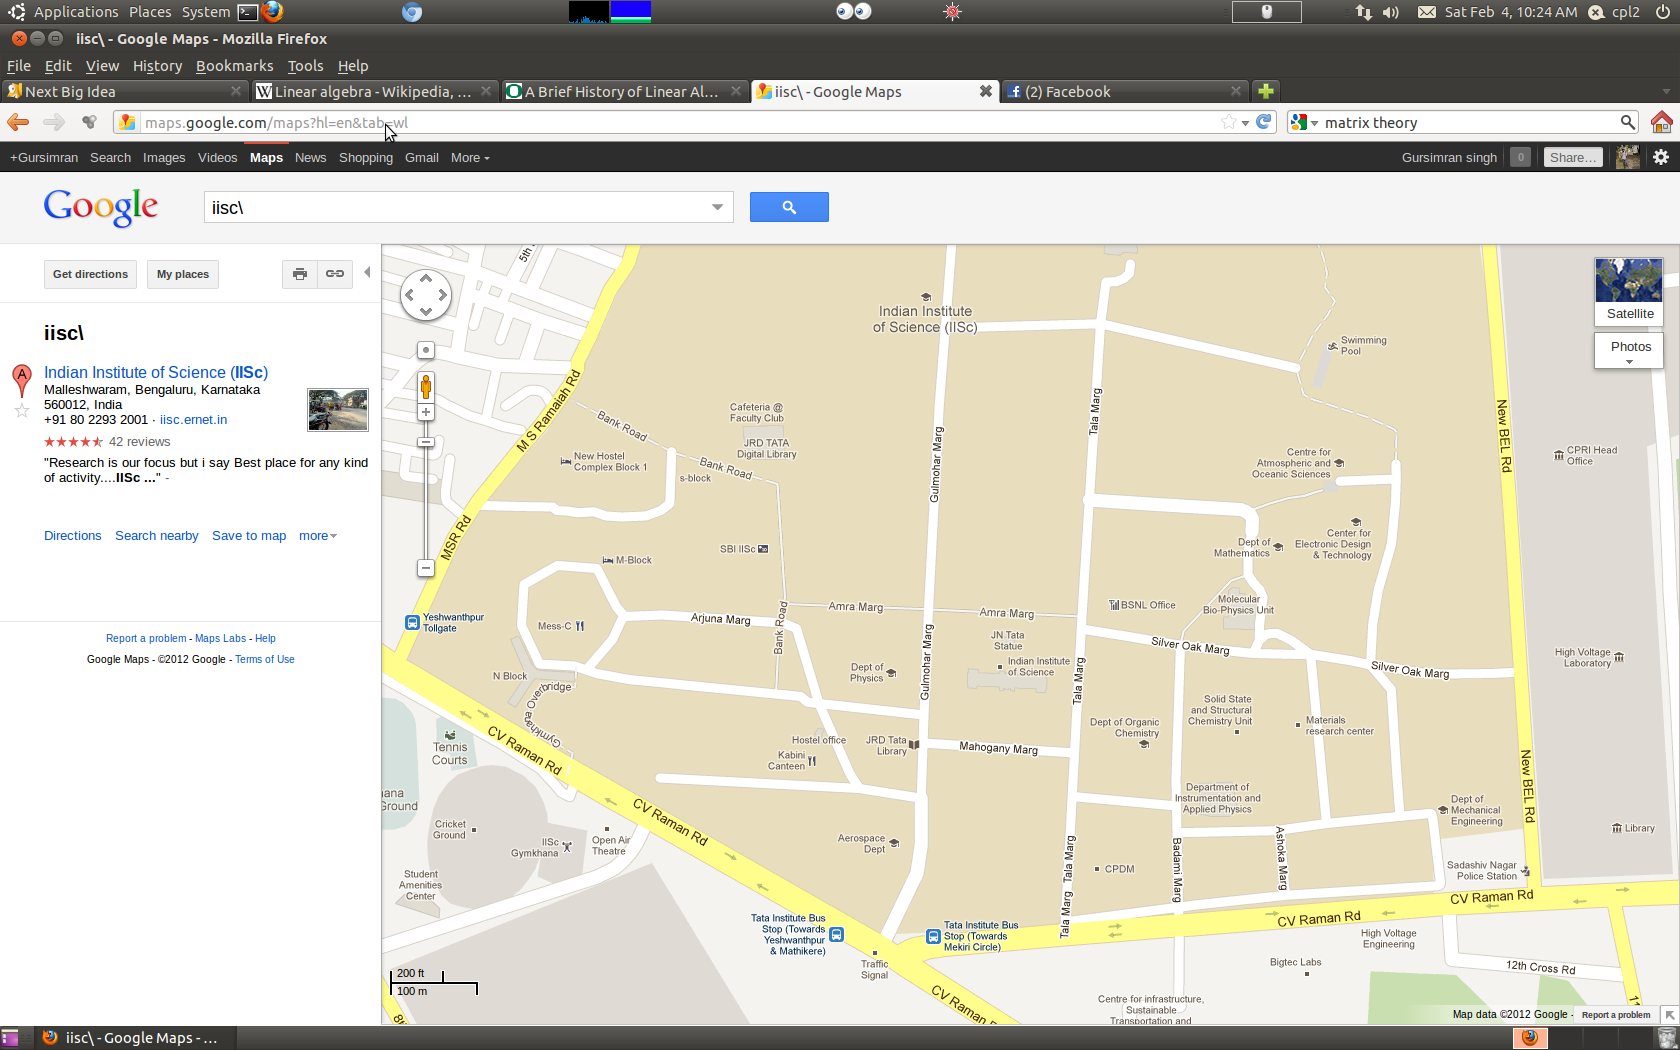 Applications Places System
Sat Feb 4, 10:24 AM cpl2
iisc\ - Google Maps - Mozilla Firefox
File Edit View History Bookmarks Tools Help
Next Big Idea
Linear algebra - Wikipedia, ...
A Brief History of Linear Al...
iisc\ - Google Maps
(2) Facebook
maps.google.com/maps?hl=en&tab=wl
matrix theory
+Gursimran Search Images Videos Maps News Shopping Gmail More
Gursimran singh 0 Share...
Google
iisc\
Get directions My places
iisc\
A
Indian Institute of Science (IISc)
Malleshwaram, Bengaluru, Karnataka
560012, India
+91 80 2293 2001 - iisc.ernet.in
42 reviews
"Research is our focus but i say Best place for any kind
of activity....IISc ..." -
Directions Search nearby Save to map more
Report a problem - Maps Labs - Help
Google Maps - ©2012 Google - Terms of Use
5th
Indian Institute
of Science (IISc)
Satellite
Photos
Swimming
Pool
M S Ramaiah Rd
Bank Road
Cafeteria @
Faculty Club
JRD TATA
Digital Library
Gulmohar Marg
Tala Marg
New BEL Rd
CPRI Head
Office
New Hostel
Complex Block 1
Bank Road
s-block
Centre for
Atmospheric and
Oceanic Sciences
MSR Rd
SBI IISc
M-Block
Dept of
Mathematics
Center for
Electronic Design
& Technology
Yeshwanthpur
Tollgate
Mess-C
Arjuna Marg
Bank Road
Amra Marg
Amra Marg
BSNL Office
Molecular
Bio-Physics Unit
JN Tata
Statue
Indian Institute
of Science
Silver Oak Marg
Silver Oak Marg
High Voltage
Laboratory
N Block
Gymkhana Overbridge
Dept of
Physics
Gulmohar Marg
Tala Marg
Solid State
and Structural
Chemistry Unit
Materials
research center
Dept of Organic
Chemistry
Tennis
Courts
CV Raman Rd
Hostel office
Kabini
Canteen
JRD Tata
Library
Mahogany Marg
New BEL Rd
ana
Ground
Cricket
Ground
IISc
Gymkhana
Open Air
Theatre
CV Raman Rd
Department of
Instrumentation and
Applied Physics
Dept of
Mechanical
Engineering
Library
Student
Amenities
Center
Aerospace
Dept
Tala Marg
CPDM
Badami Marg
Ashoka Marg
Sadashiv Nagar
Police Station
CV Raman Rd
Tata Institute Bus
Stop (Towards
Yeshwanthpur
& Mathikere)
Tata Institute Bus
Stop (Towards
Mekiri Circle)
Tala Marg
CV Raman Rd
High Voltage
Engineering
Traffic
Signal
Bigtec Labs
12th Cross Rd
200 ft
100 m
CV Raman
Centre for infrastructure,
Sustainable
Transportation and
11
Map data ©2012 Google - Report a problem
iisc\ - Google Maps - ...